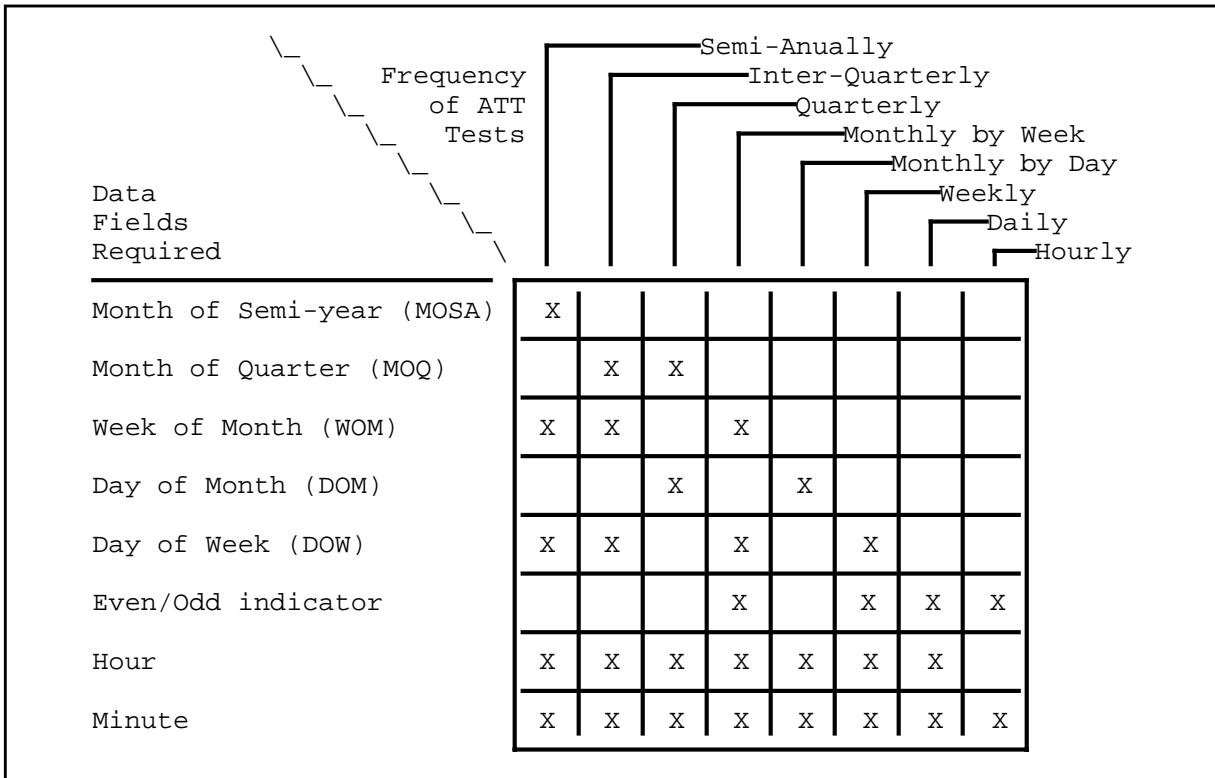 Semi-Anually
Frequency Inter-Quarterly
of ATT Quarterly
Tests Monthly by Week
Monthly by Day
Data Weekly
Fields Daily
Required Hourly
Month of Semi-year (MOSA) X
Month of Quarter (MOQ) X X
Week of Month (WOM) X X X
Day of Month (DOM) X X
Day of Week (DOW) X X X X
Even/Odd indicator X X X X
Hour X X X X X X X
Minute X X X X X X X X